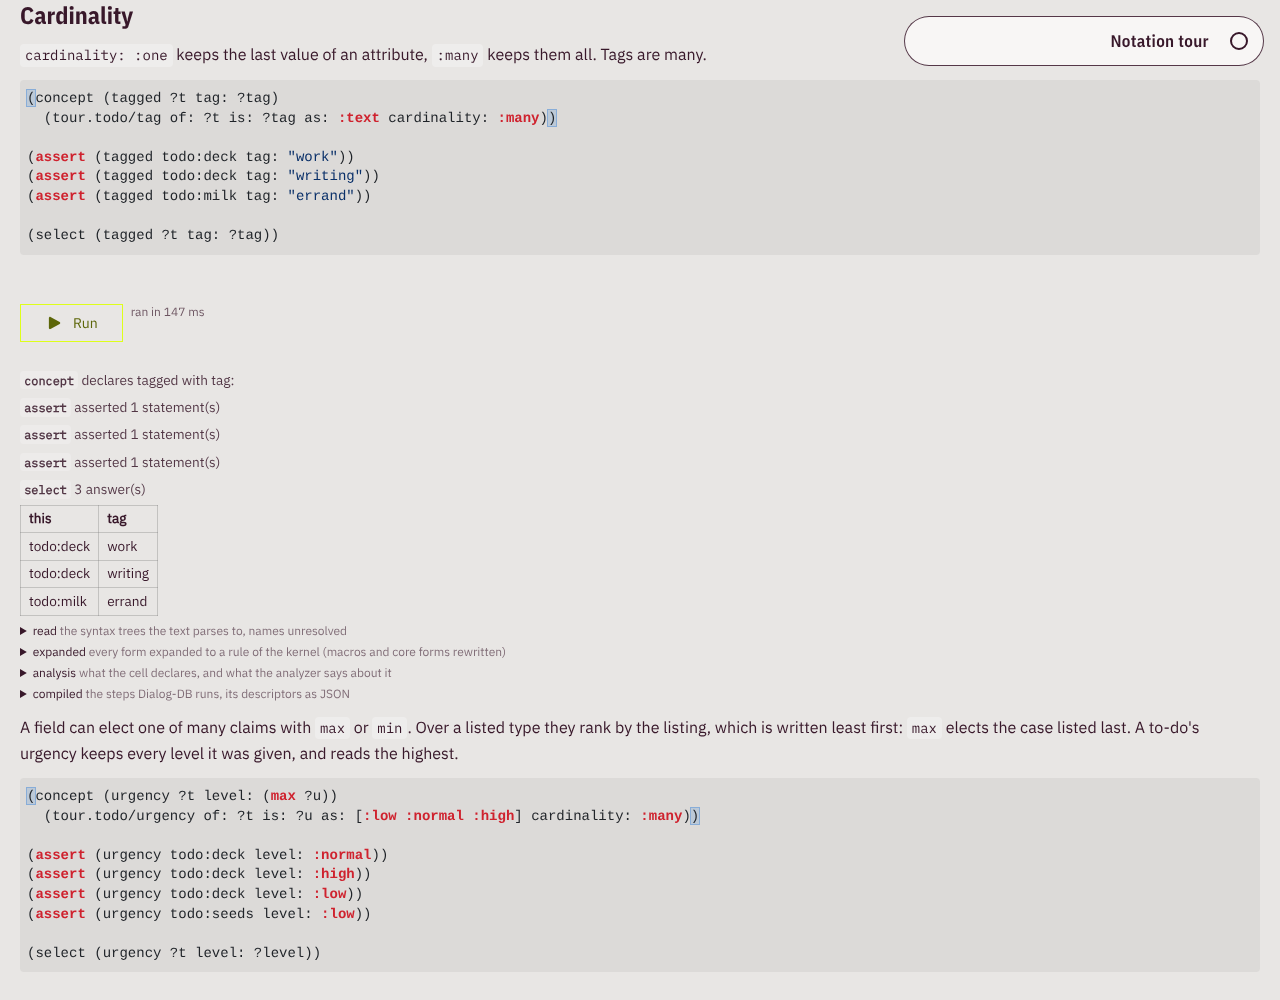 Cardinality
Notation tour
cardinality: :one keeps the last value of an attribute, :many keeps them all. Tags are many.
(concept (tagged ?t tag: ?tag)
  (tour.todo/tag of: ?t is: ?tag as: :text cardinality: :many))
(assert (tagged todo:deck tag: "work"))
(assert (tagged todo:deck tag: "writing"))
(assert (tagged todo:milk tag: "errand"))
(select (tagged ?t tag: ?tag))
Run
ran in 147 ms
concept declares tagged with tag:
assert asserted 1 statement(s)
assert asserted 1 statement(s)
assert asserted 1 statement(s)
select 3 answer(s)
this tag
todo:deck work
todo:deck writing
todo:milk errand
read the syntax trees the text parses to, names unresolved
expanded every form expanded to a rule of the kernel (macros and core forms rewritten)
analysis what the cell declares, and what the analyzer says about it
compiled the steps Dialog-DB runs, its descriptors as JSON
A field can elect one of many claims with max or min. Over a listed type they rank by the listing, which is written least first: max elects the case listed last. A to-do's
urgency keeps every level it was given, and reads the highest.
(concept (urgency ?t level: (max ?u))
  (tour.todo/urgency of: ?t is: ?u as: [:low :normal :high] cardinality: :many))
(assert (urgency todo:deck level: :normal))
(assert (urgency todo:deck level: :high))
(assert (urgency todo:deck level: :low))
(assert (urgency todo:seeds level: :low))
(select (urgency ?t level: ?level))